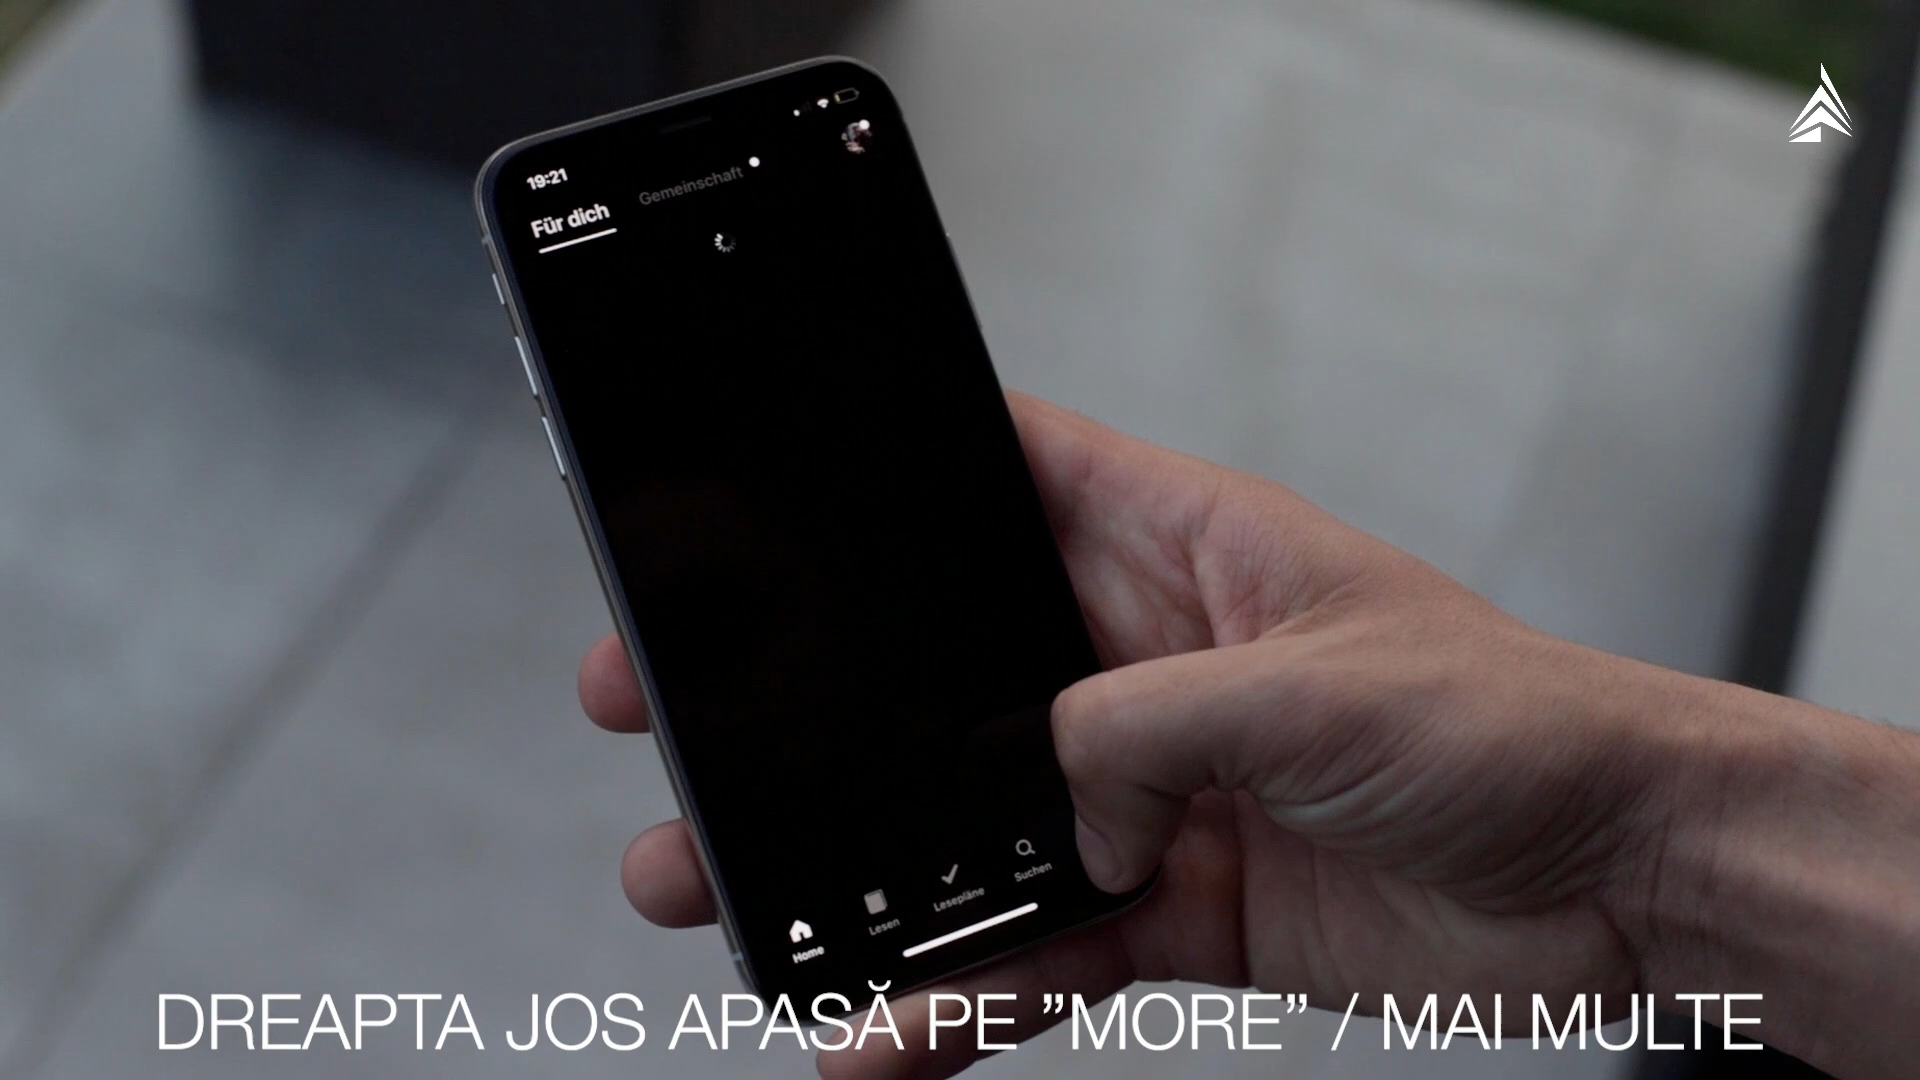 19:21
Für dich
Gemeinschaft
Home
Lesen
Lesepläne
Suchen
DREAPTA JOS APASĂ PE ”MORE” / MAI MULTE